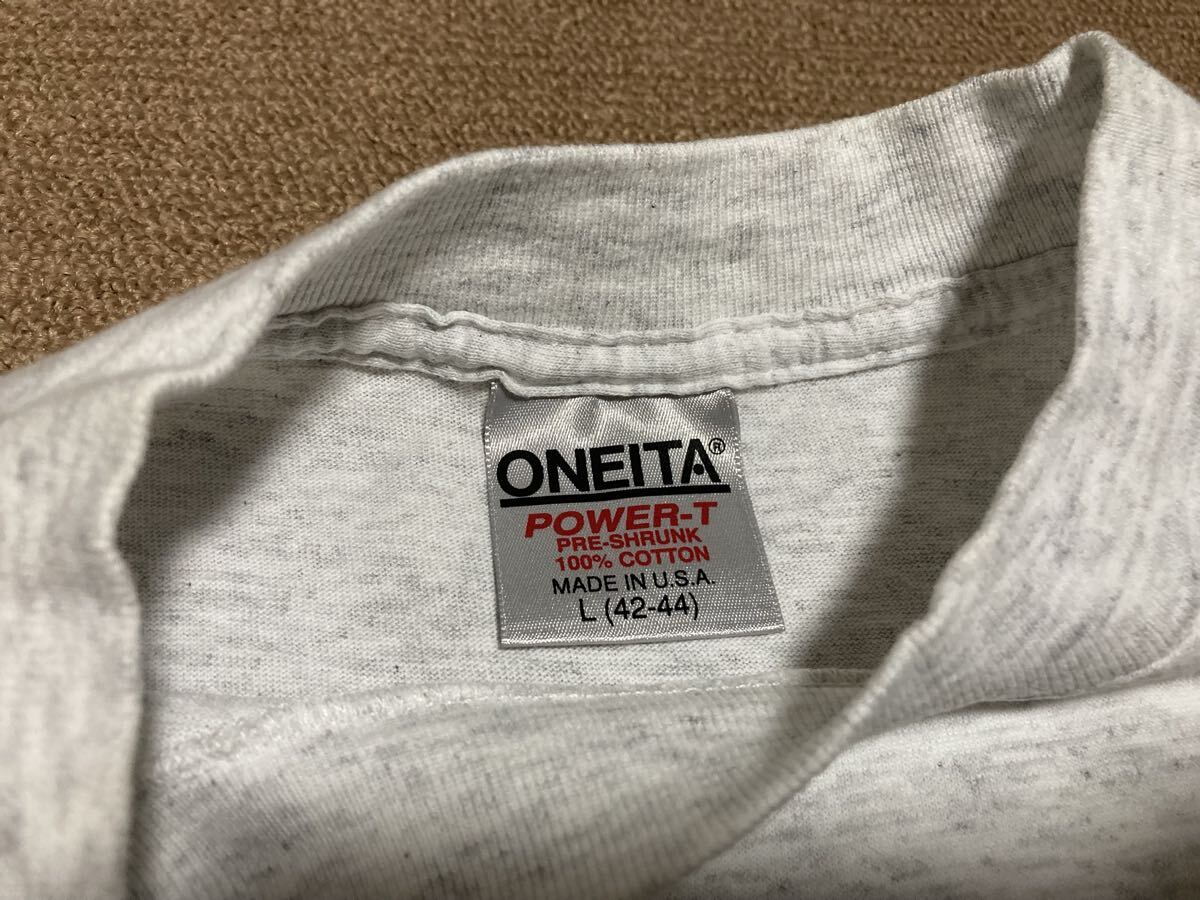 ONEITA®
POWER-T
PRE-SHRUNK
100% COTTON
MADE IN U.S.A.
L (42-44)